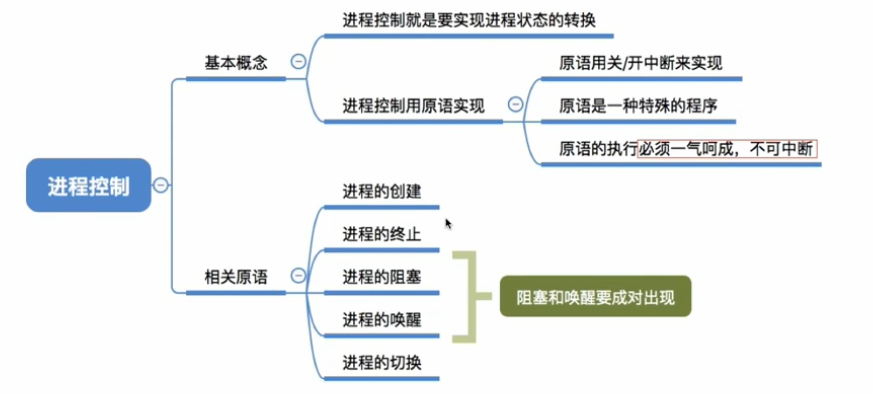 进程控制
基本概念
进程控制就是要实现进程状态的转换
进程控制用原语实现
原语用关/开中断来实现
原语是一种特殊的程序
原语的执行必须一气呵成，不可中断
相关原语
进程的创建
进程的终止
进程的阻塞
进程的唤醒
进程的切换
阻塞和唤醒要成对出现